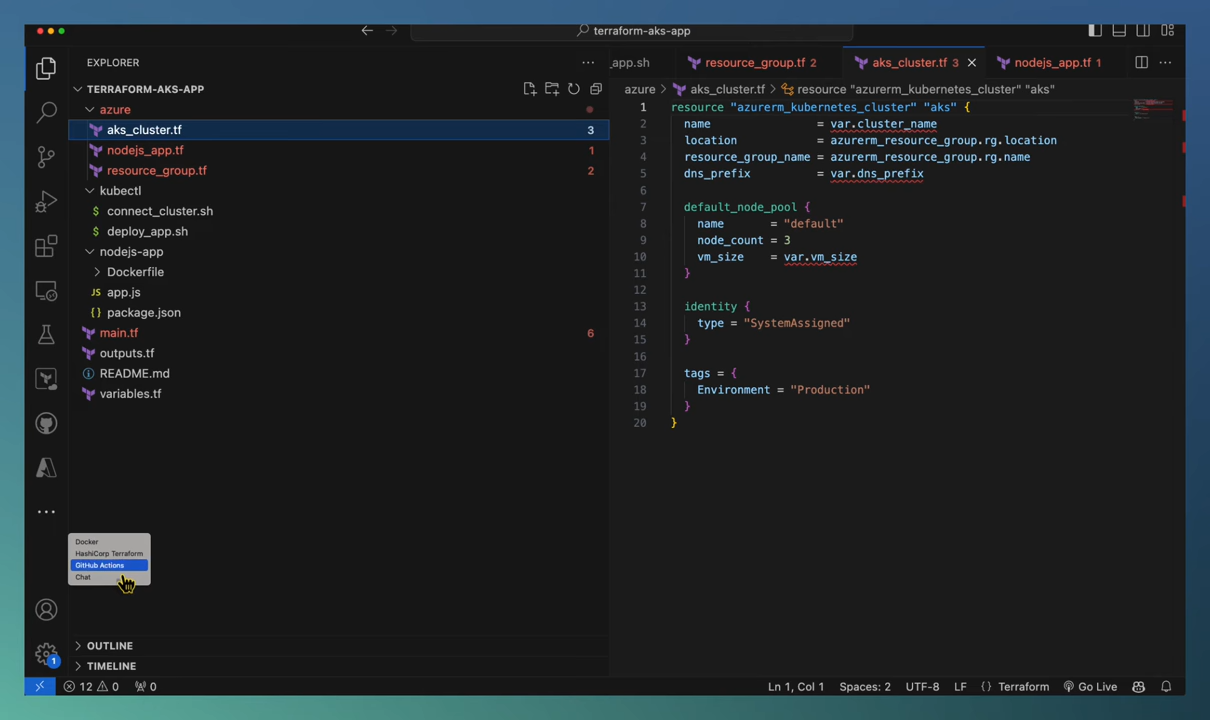 terraform-aks-app
EXPLORER
TERRAFORM-AKS-APP
azure
aks_cluster.tf 3
nodejs_app.tf 1
resource_group.tf 2
kubectl
$ connect_cluster.sh
$ deploy_app.sh
nodejs-app
Dockerfile
JS app.js
{} package.json
main.tf 6
outputs.tf
README.md
variables.tf
Docker
HashiCorp Terraform
GitHub Actions
Chat
1
OUTLINE
TIMELINE
_app.sh resource_group.tf 2 aks_cluster.tf 3 nodejs_app.tf 1
azure > aks_cluster.tf > resource "azurerm_kubernetes_cluster" "aks"
1 resource "azurerm_kubernetes_cluster" "aks" {
2 name = var.cluster_name
3 location = azurerm_resource_group.rg.location
4 resource_group_name = azurerm_resource_group.rg.name
5 dns_prefix = var.dns_prefix
6
7 default_node_pool {
8 name = "default"
9 node_count = 3
10 vm_size = var.vm_size
11 }
12
13 identity {
14 type = "SystemAssigned"
15 }
16
17 tags = {
18 Environment = "Production"
19 }
20 }
12 0 0 Ln 1, Col 1 Spaces: 2 UTF-8 LF {} Terraform Go Live